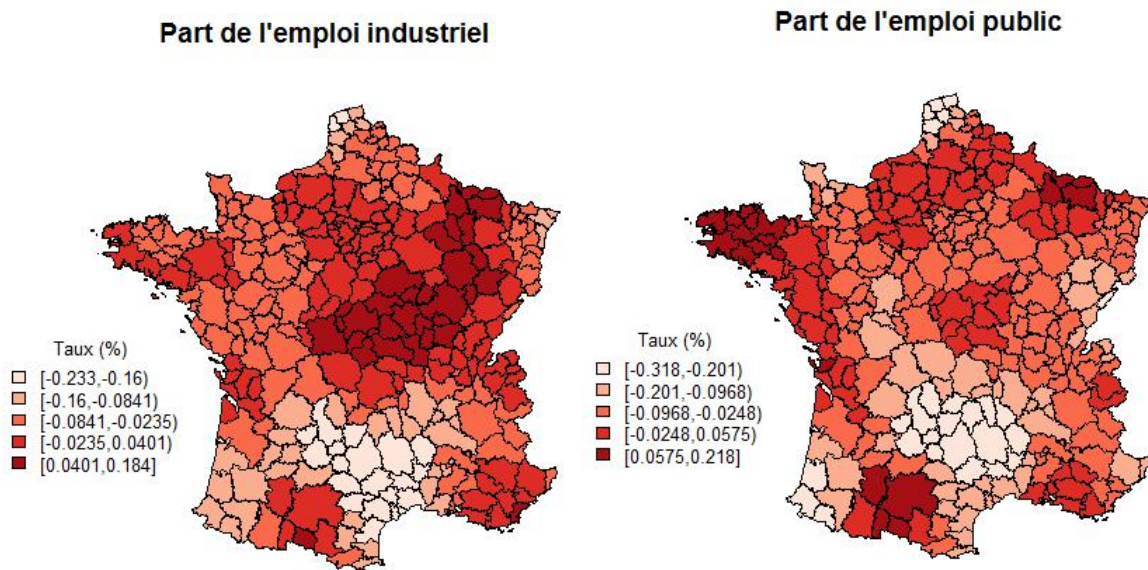 Part de l'emploi industriel
Taux (%)
[-0.233,-0.16)
[-0.16,-0.0841)
[-0.0841,-0.0235)
[-0.0235,0.0401)
[0.0401,0.184]
Part de l'emploi public
Taux (%)
[-0.318,-0.201)
[-0.201,-0.0968)
[-0.0968,-0.0248)
[-0.0248,0.0575)
[0.0575,0.218]